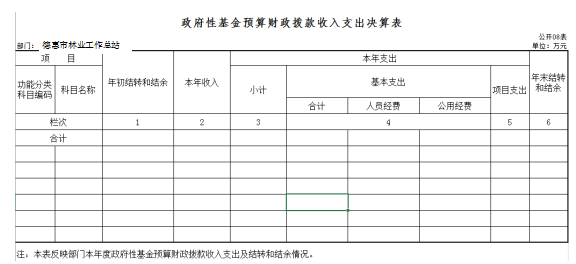 政府性基金预算财政拨款收入支出决算表
公开08表
部门： 德惠市林业工作总站 单位：万元
项 目 年初结转和结余 本年收入 本年支出 年末结转和结余
功能分类科目编码 科目名称 小计 基本支出 项目支出
合计 人员经费 公用经费
栏次 1 2 3 4 5 6
合计
注：本表反映部门本年度政府性基金预算财政拨款收入支出及结转和结余情况。